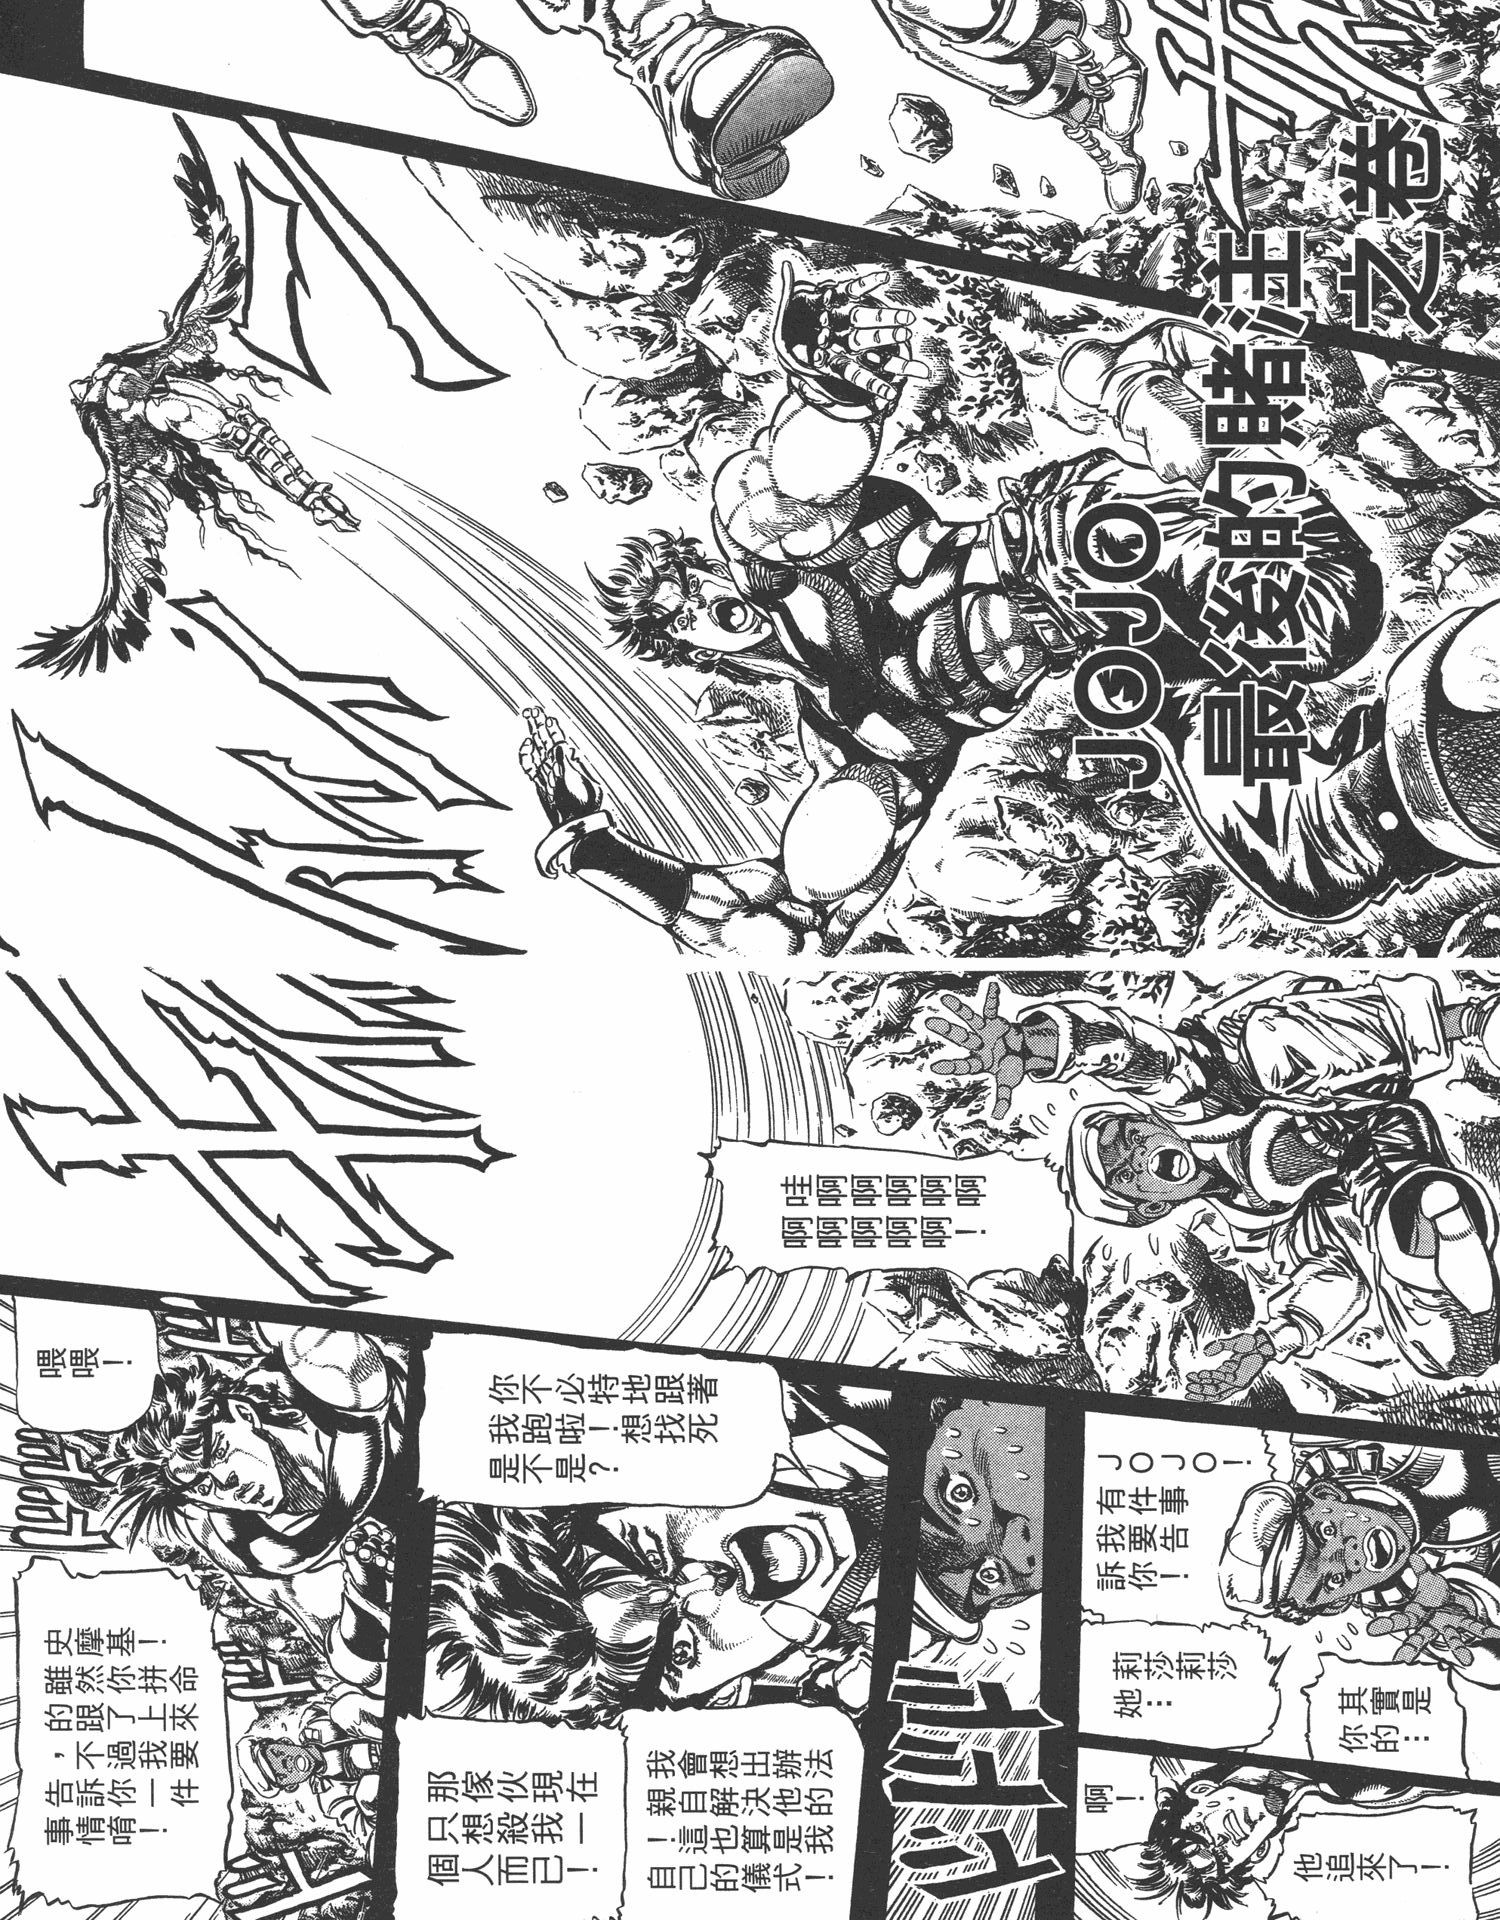 JOJO
最後的賭注
之卷
哇啊啊啊啊啊
啊啊啊啊啊！
喂喂！
史摩基！
雖然你拼命
的跟了上來
，不過我要
告訴你一件
事情唷！
你不必特地跟著
我跑啦！想找死
是不是？
那傢伙現在
只想殺我一
個人而已！
我會想出辦法
親自解決他的
！這也算是我
自己的儀式！
JOJO！
我有件事
要告訴你！
莉莎莉莎
她…
其實是
你的…
啊！
他追來了！